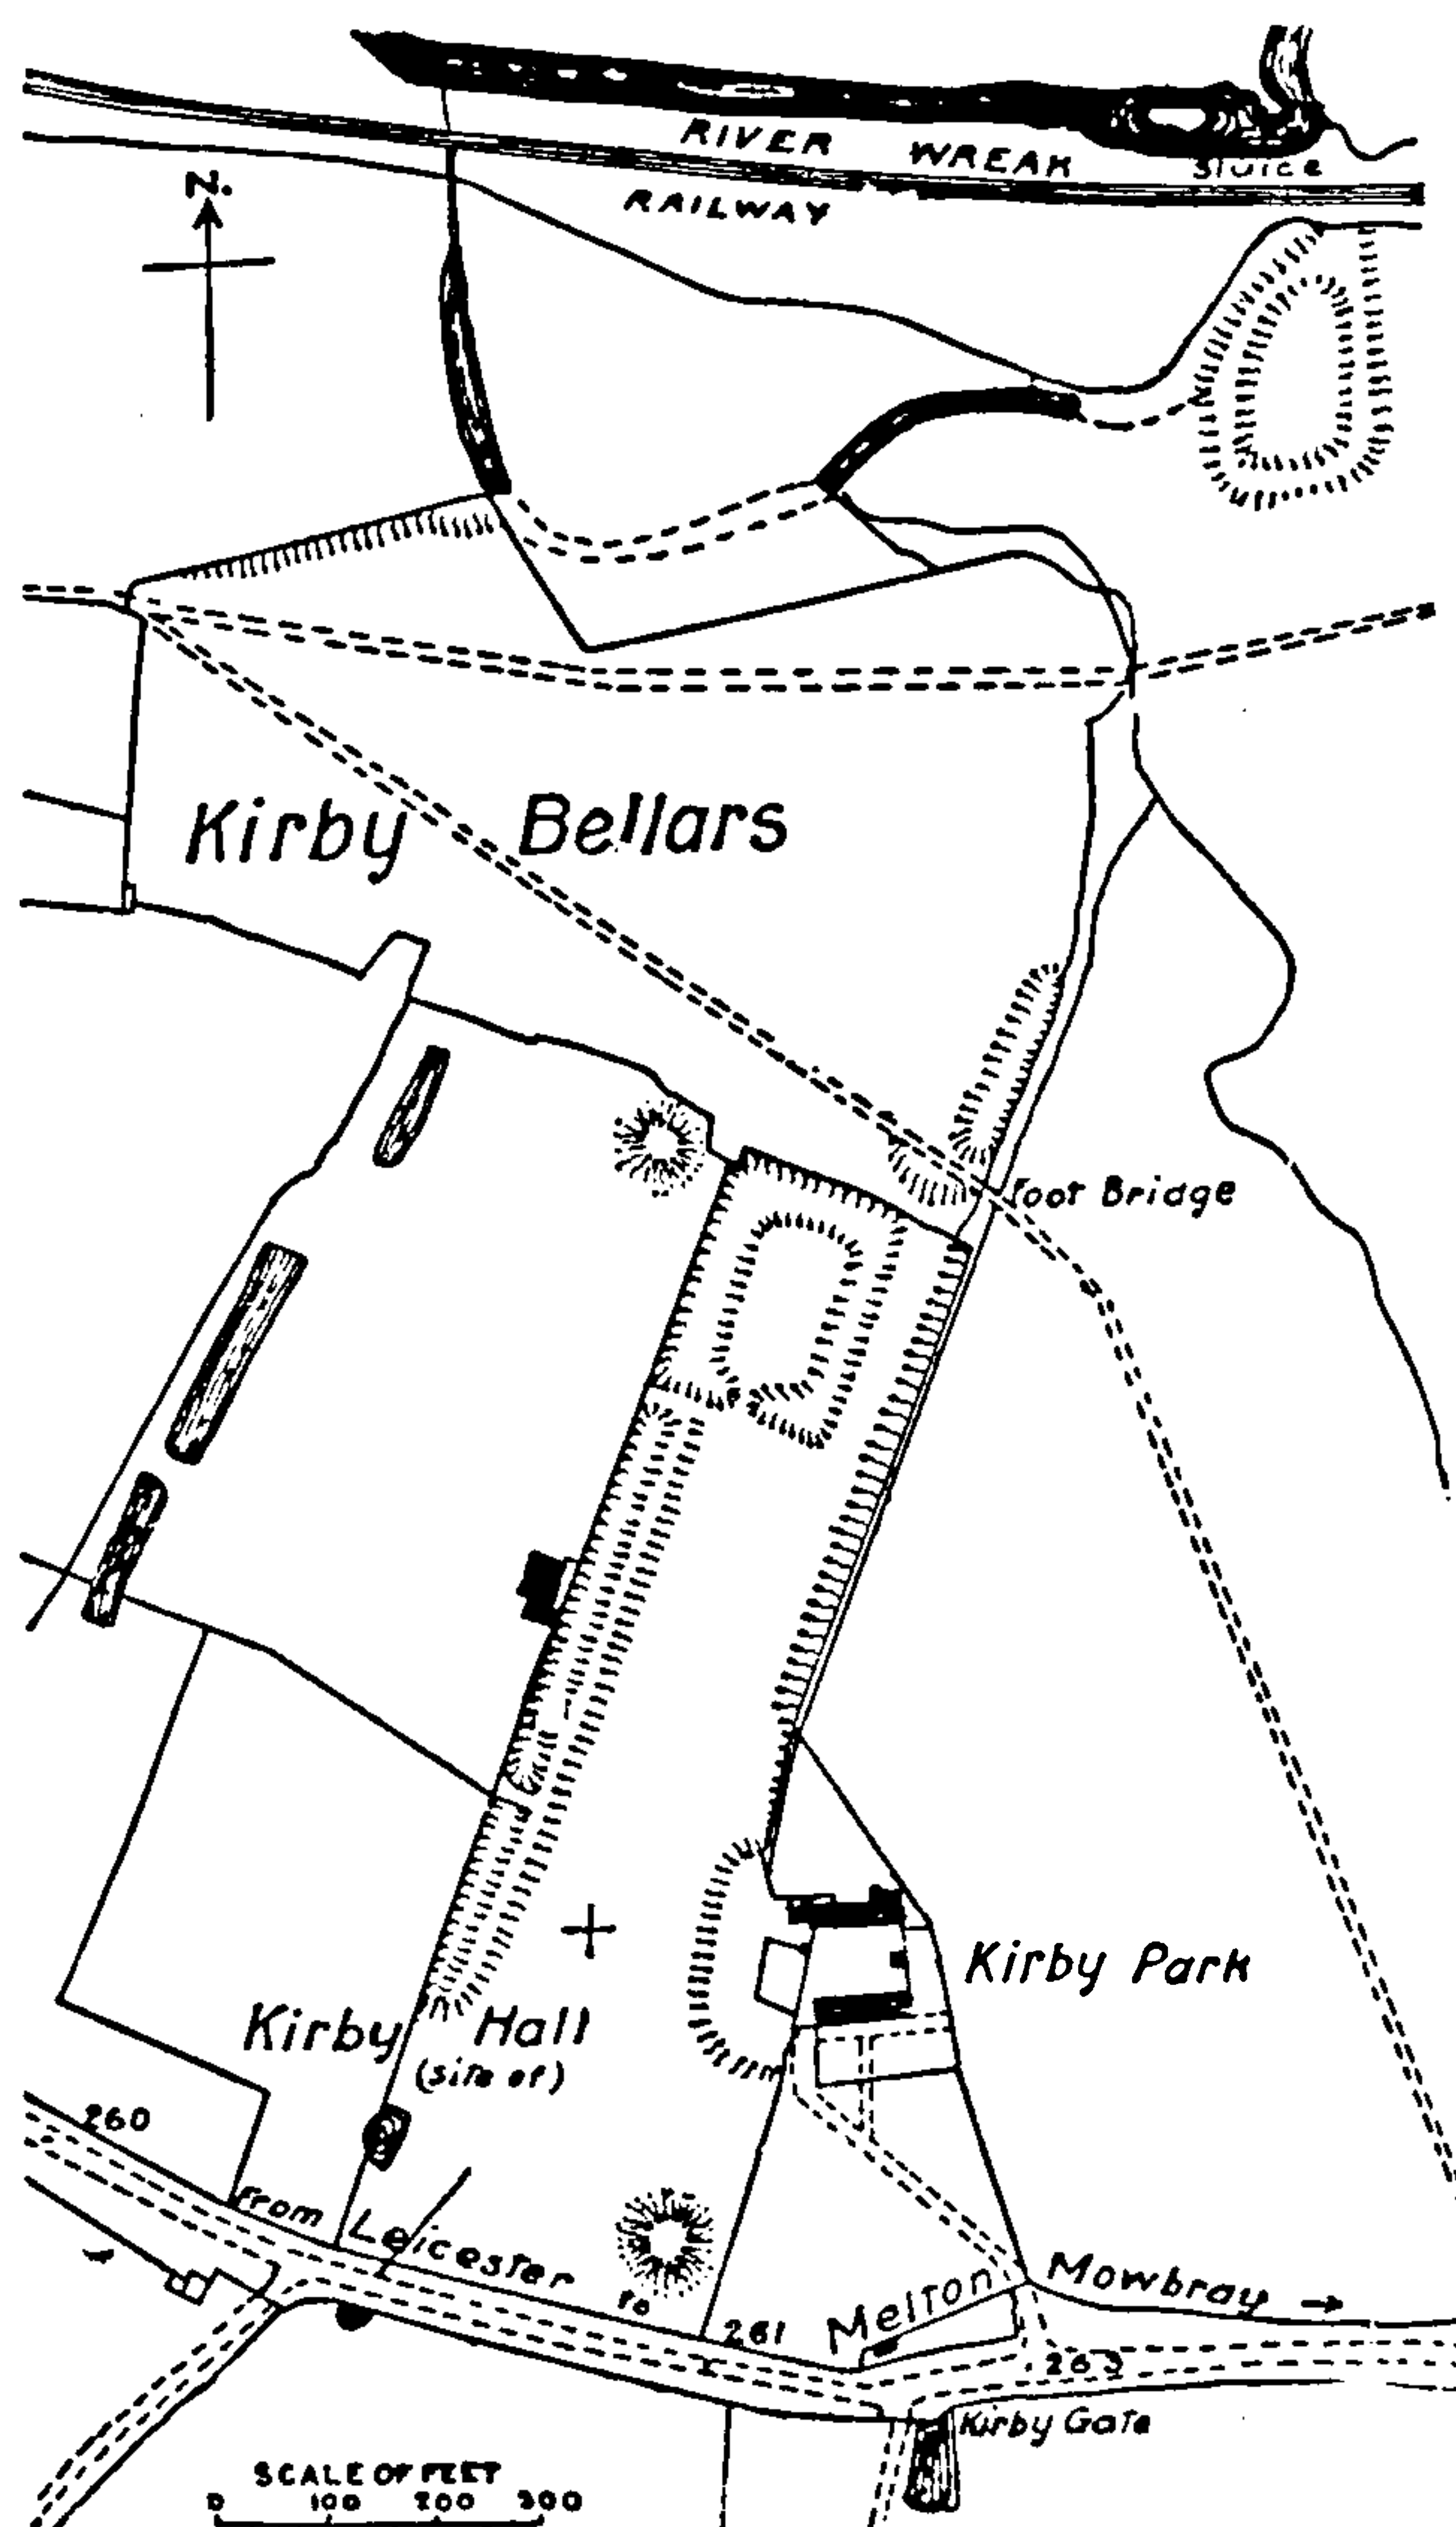 RIVER WREAK
Sluice
RAILWAY
N.
Kirby Bellars
Foot Bridge
Kirby Park
Kirby Hall
(site of)
260
From Leicester to Melton Mowbray
261
263
Kirby Gate
SCALE OF FEET
0 100 200 300